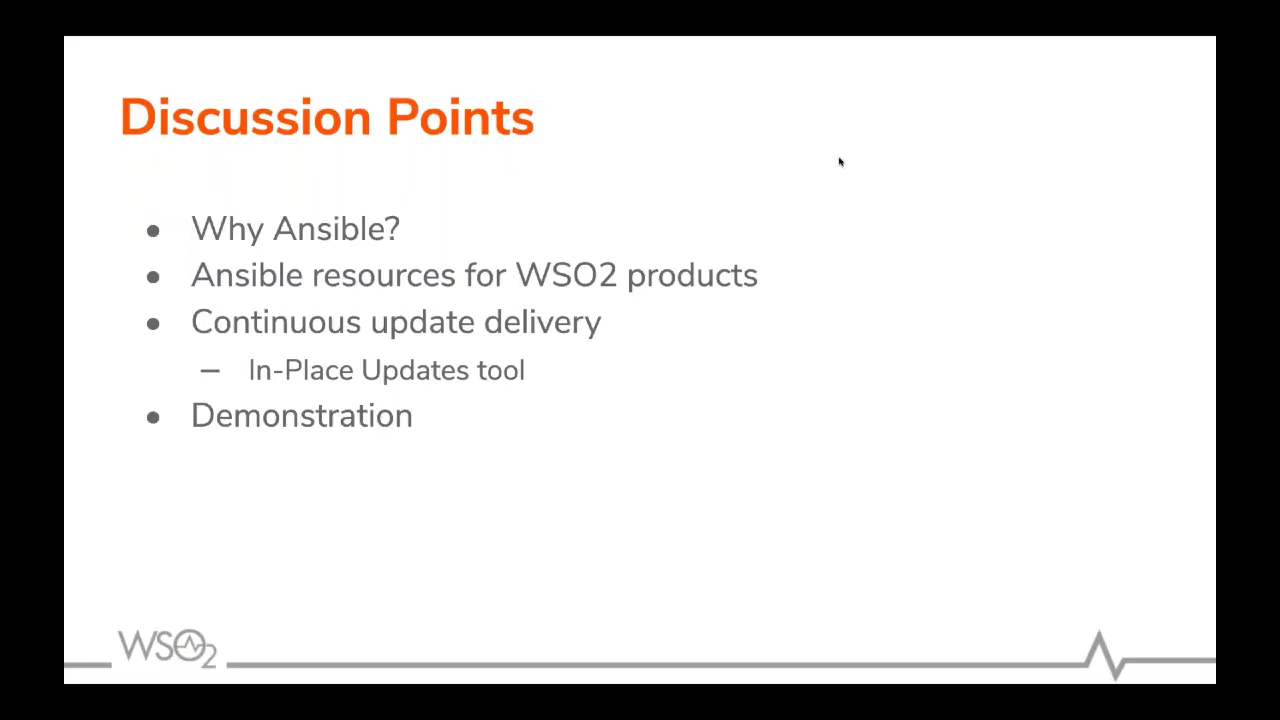 Discussion Points
● Why Ansible?
● Ansible resources for WSO2 products
● Continuous update delivery
– In-Place Updates tool
● Demonstration
WSO2